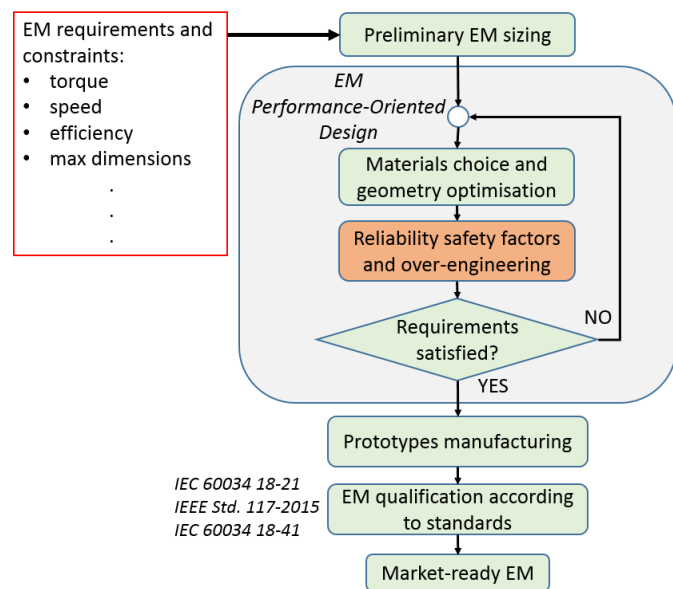 EM requirements and
constraints:
• torque
• speed
• efficiency
• max dimensions
.
.
.
Preliminary EM sizing
EM
Performance-Oriented
Design
Materials choice and
geometry optimisation
Reliability safety factors
and over-engineering
Requirements
satisfied?
NO
YES
Prototypes manufacturing
IEC 60034 18-21
IEEE Std. 117-2015
IEC 60034 18-41
EM qualification according
to standards
Market-ready EM